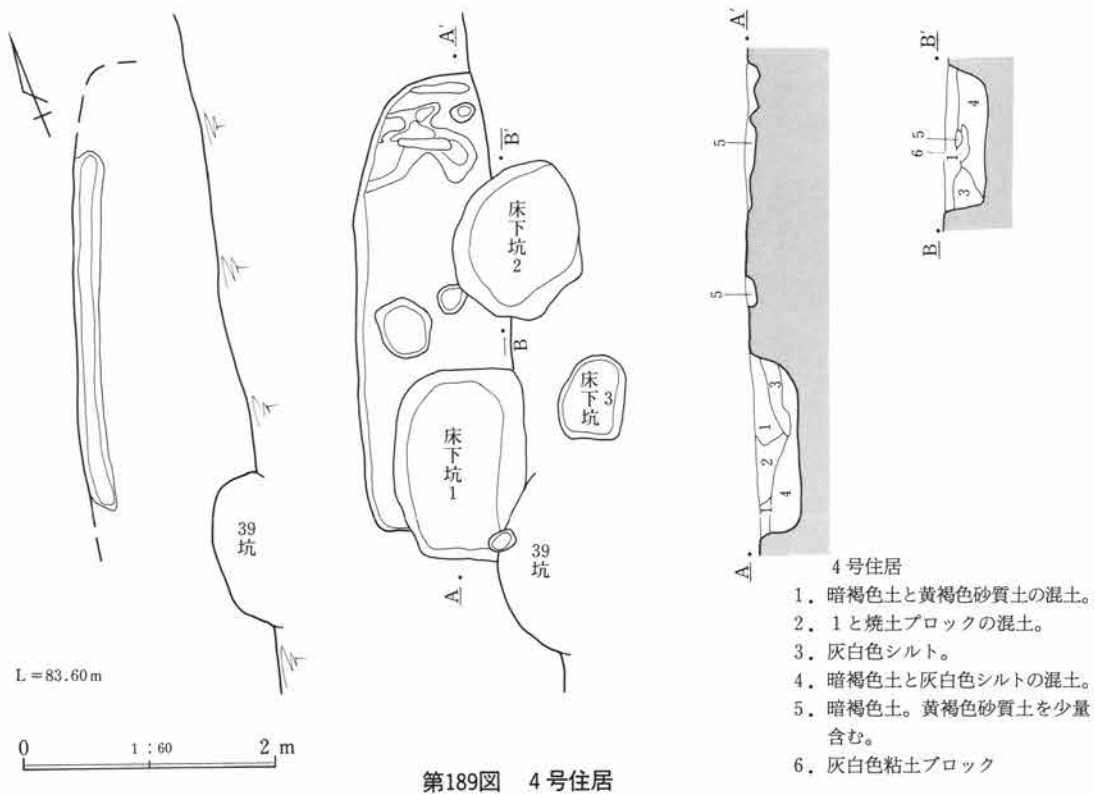 A'
A'
B'
5
4
5
6
1
3
B
B'
床下坑2
B
5
床下坑3
床下坑1
3
1
2
4
1
39坑
39坑
A
A
L=83.60m
0 1:60 2 m
4号住居
1．暗褐色土と黄褐色砂質土の混土。
2．1と焼土ブロックの混土。
3．灰白色シルト。
4．暗褐色土と灰白色シルトの混土。
5．暗褐色土。黄褐色砂質土を少量
含む。
6．灰白色粘土ブロック
第189図 4号住居